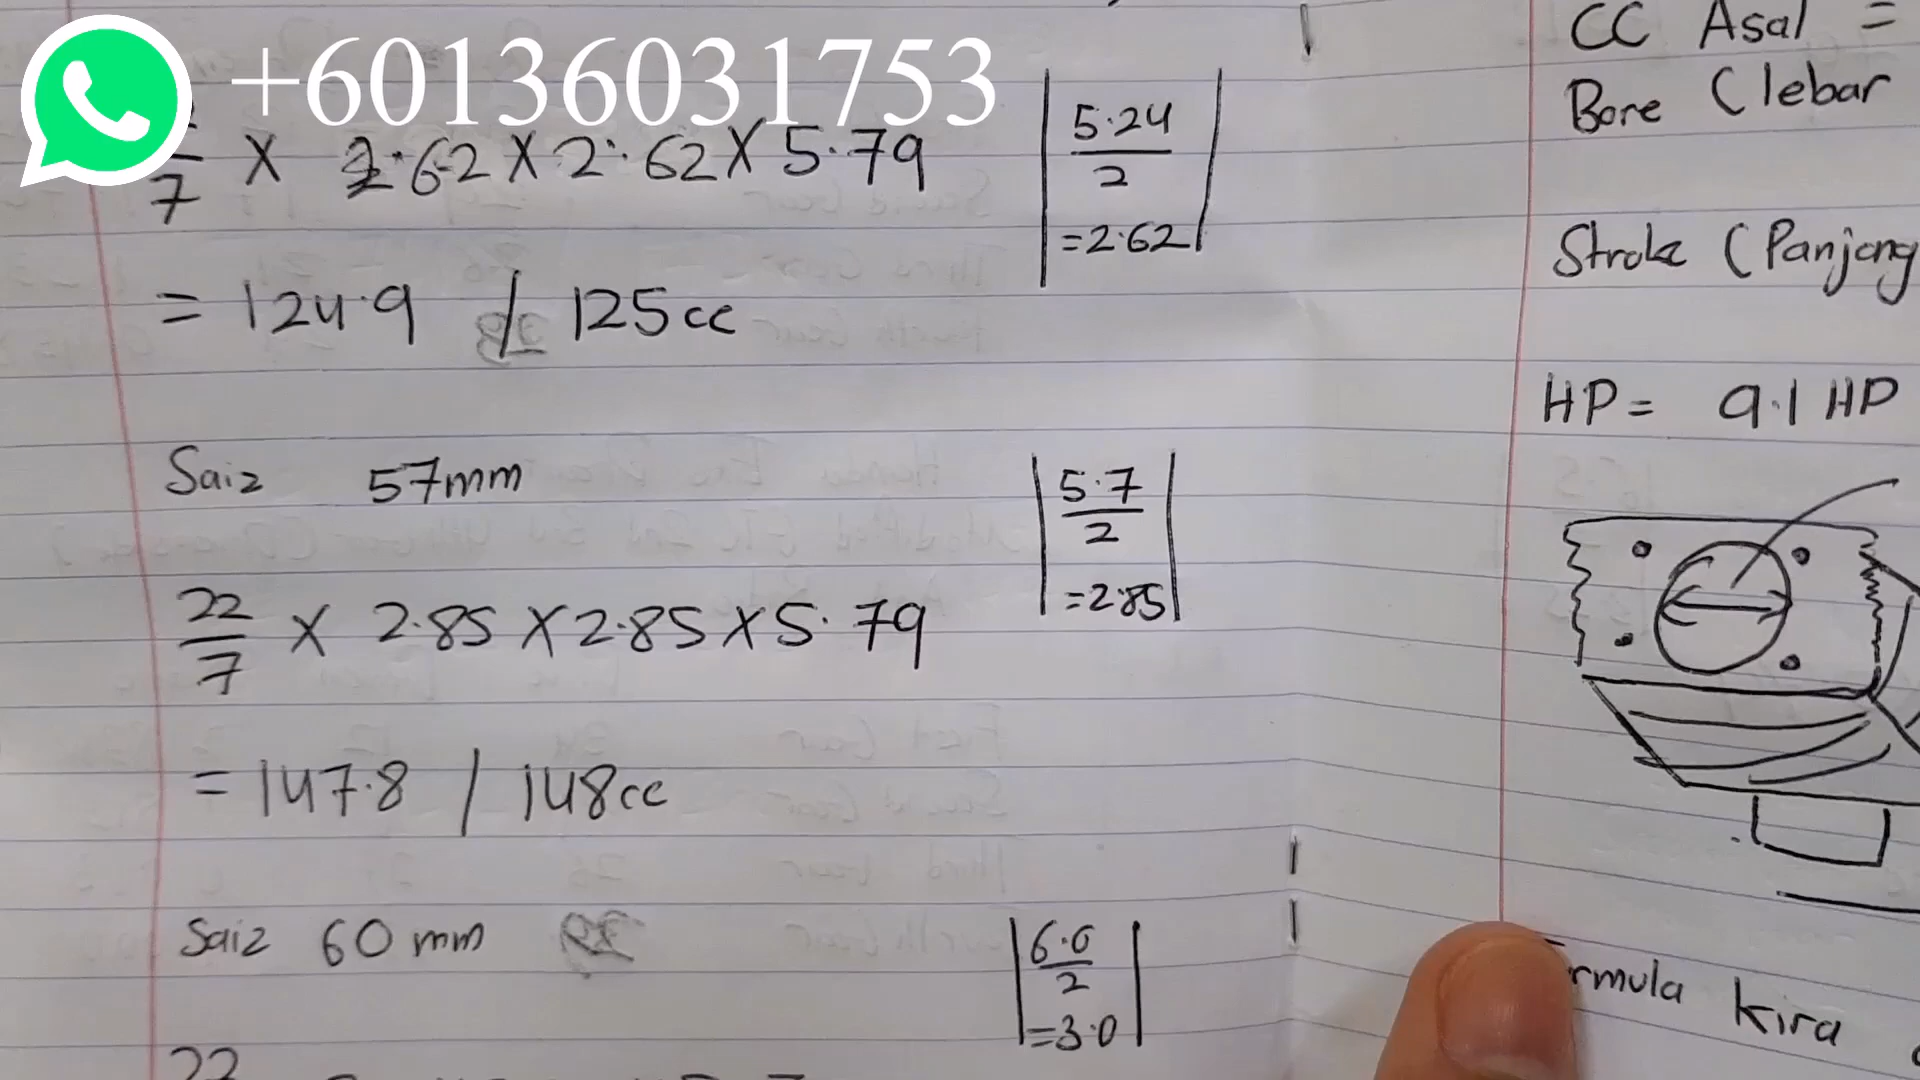 +60136031753
7 X 2.62 X 2.62 X 5.79
5.24
2
=2.62
= 124.9 / 125cc
Saiz 57mm
5.7
2
=2.85
22
7 X 2.85 X 2.85 X 5.79
= 147.8 / 148cc
Saiz 60 mm
6.0
2
=3.0
22
CC Asal =
Bore (lebar
Stroke (Panjang
HP = 9.1 HP
rmula kira